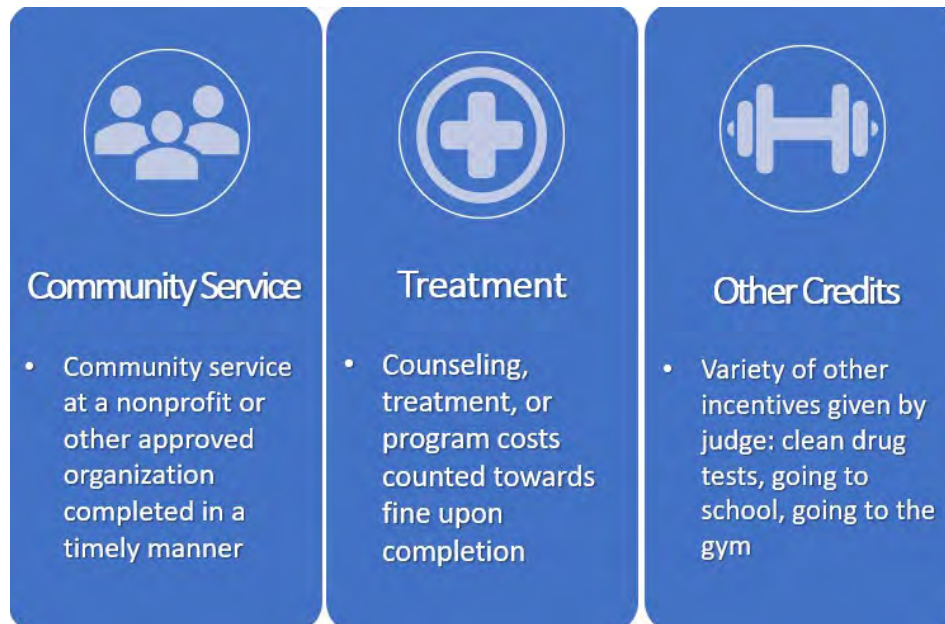 Community Service
• Community service
at a nonprofit or
other approved
organization
completed in a
timely manner
Treatment
• Counseling,
treatment, or
program costs
counted towards
fine upon
completion
Other Credits
• Variety of other
incentives given by
judge: clean drug
tests, going to
school, going to the
gym